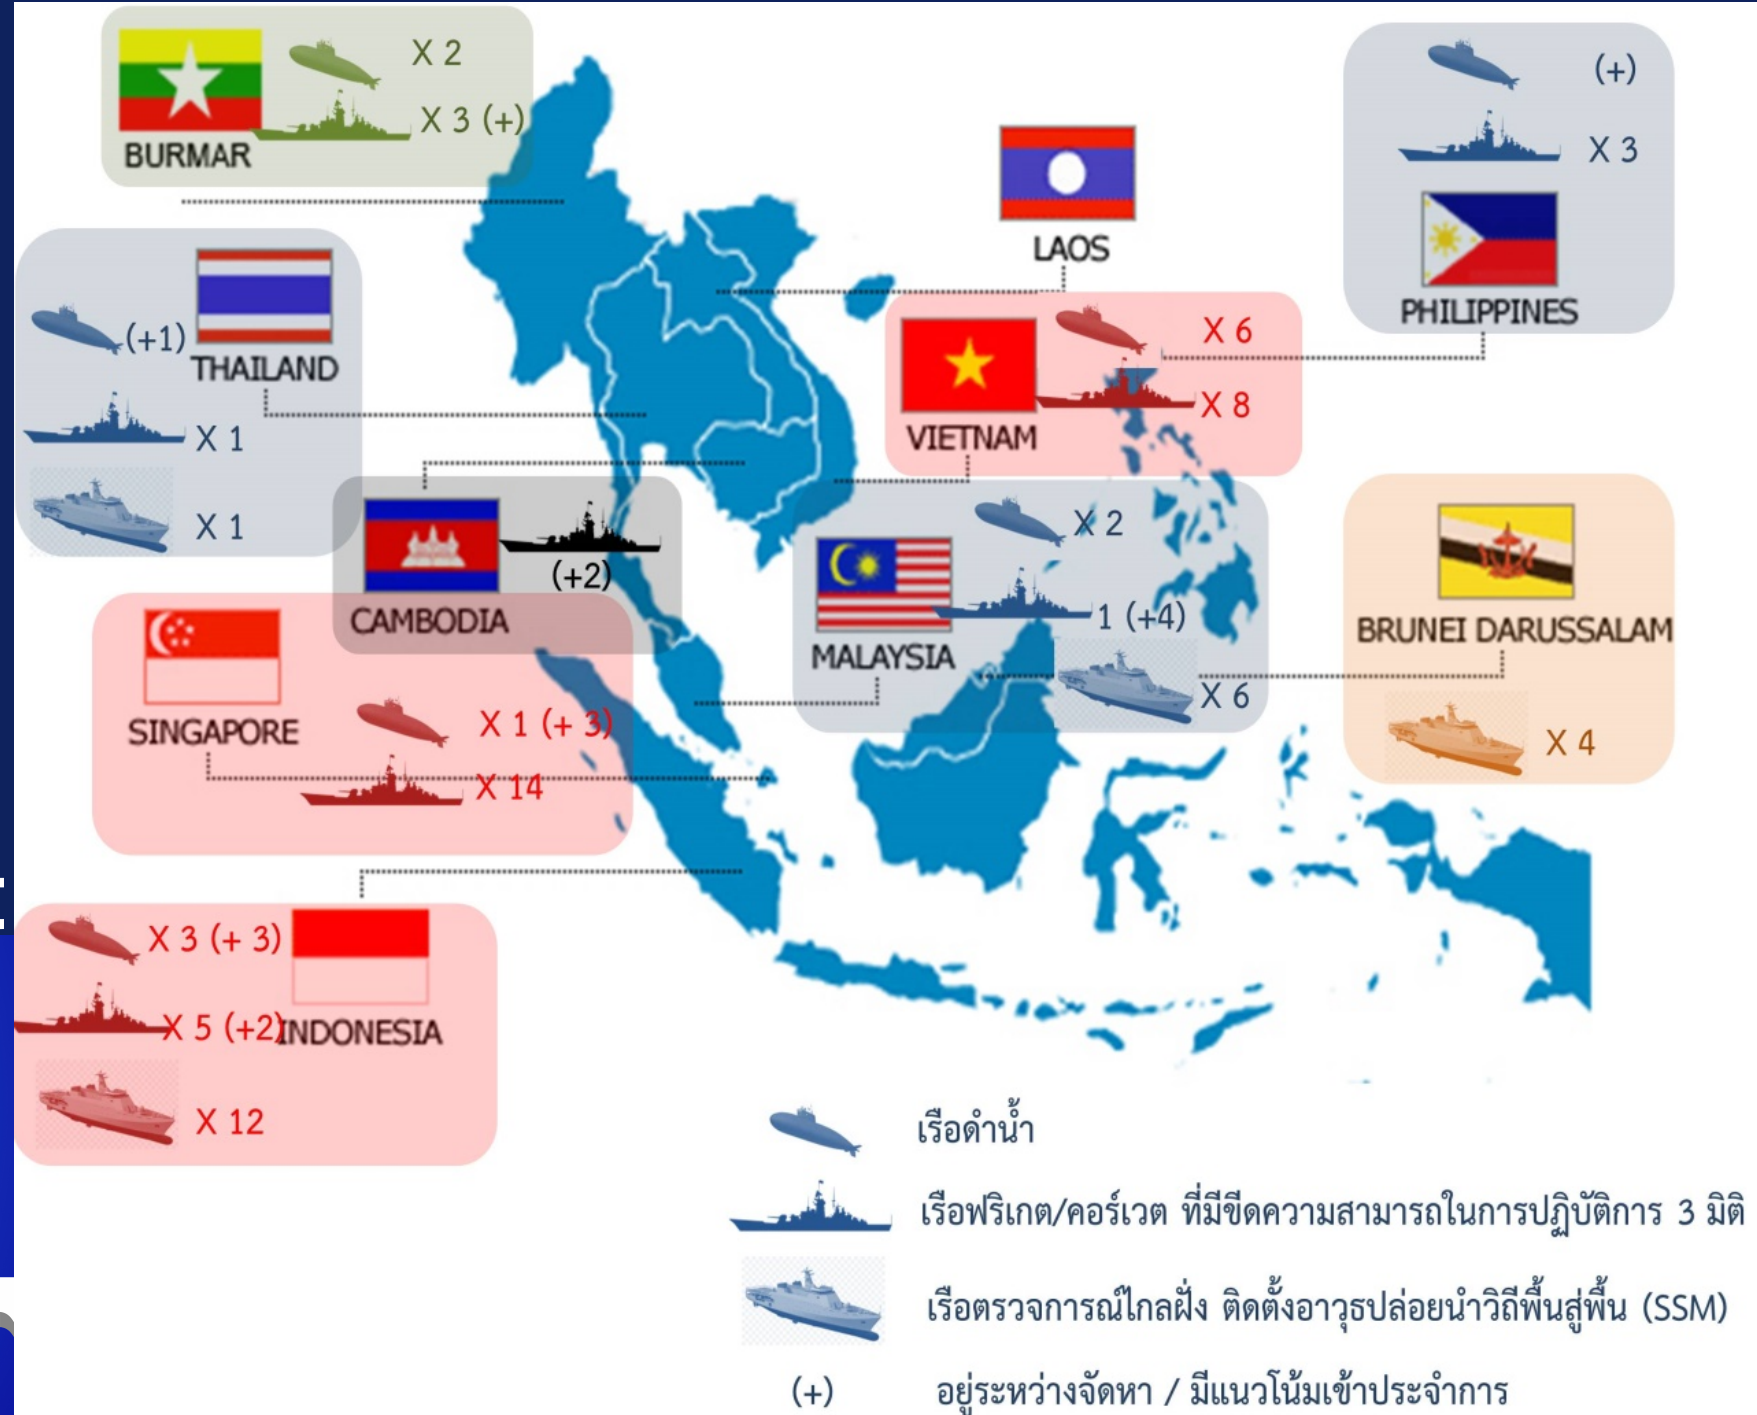 X 2
X 3 (+)
BURMAR
(+)
X 3
PHILIPPINES
LAOS
(+1)
THAILAND
X 1
X 1
X 6
X 8
VIETNAM
(+2)
CAMBODIA
X 2
1 (+4)
MALAYSIA
X 6
BRUNEI DARUSSALAM
X 4
SINGAPORE
X 1 (+ 3)
X 14
X 3 (+ 3)
X 5 (+2)
INDONESIA
X 12
เรือดำน้ำ
เรือฟริเกต/คอร์เวต ที่มีขีดความสามารถในการปฏิบัติการ 3 มิติ
เรือตรวจการณ์ไกลฝั่ง ติดตั้งอาวุธปล่อยนำวิถีพื้นสู่พื้น (SSM)
(+) อยู่ระหว่างจัดหา / มีแนวโน้มเข้าประจำการ